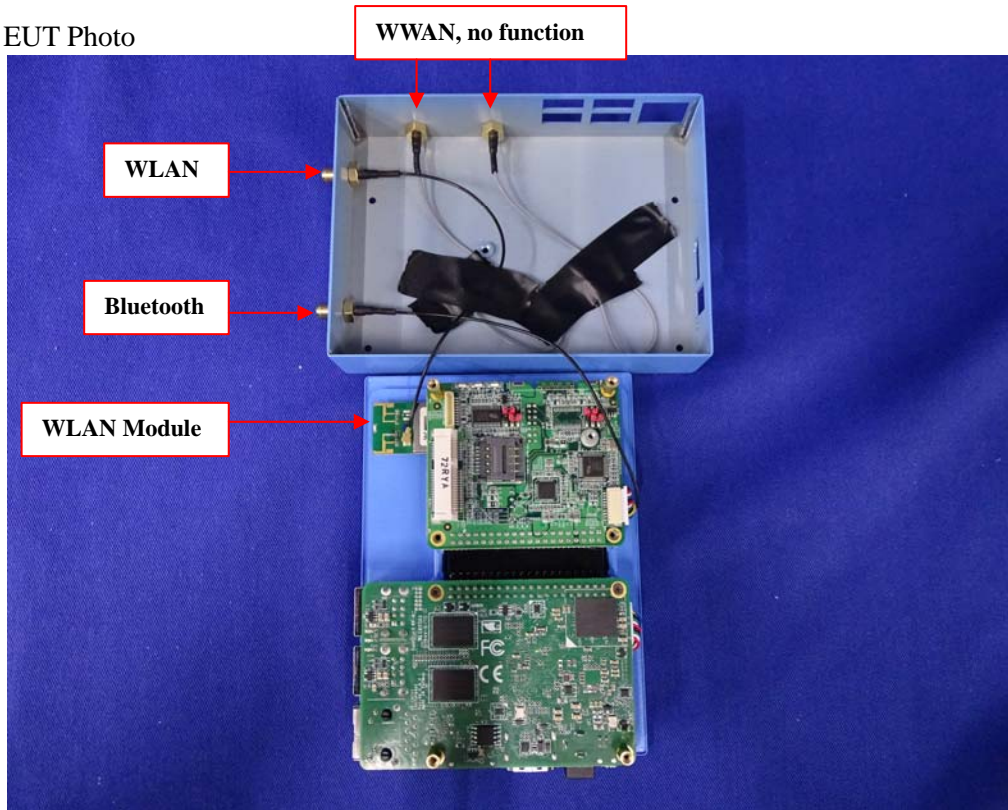 EUT Photo
WWAN, no function
WLAN
Bluetooth
WLAN Module
72RYA
FC
CE